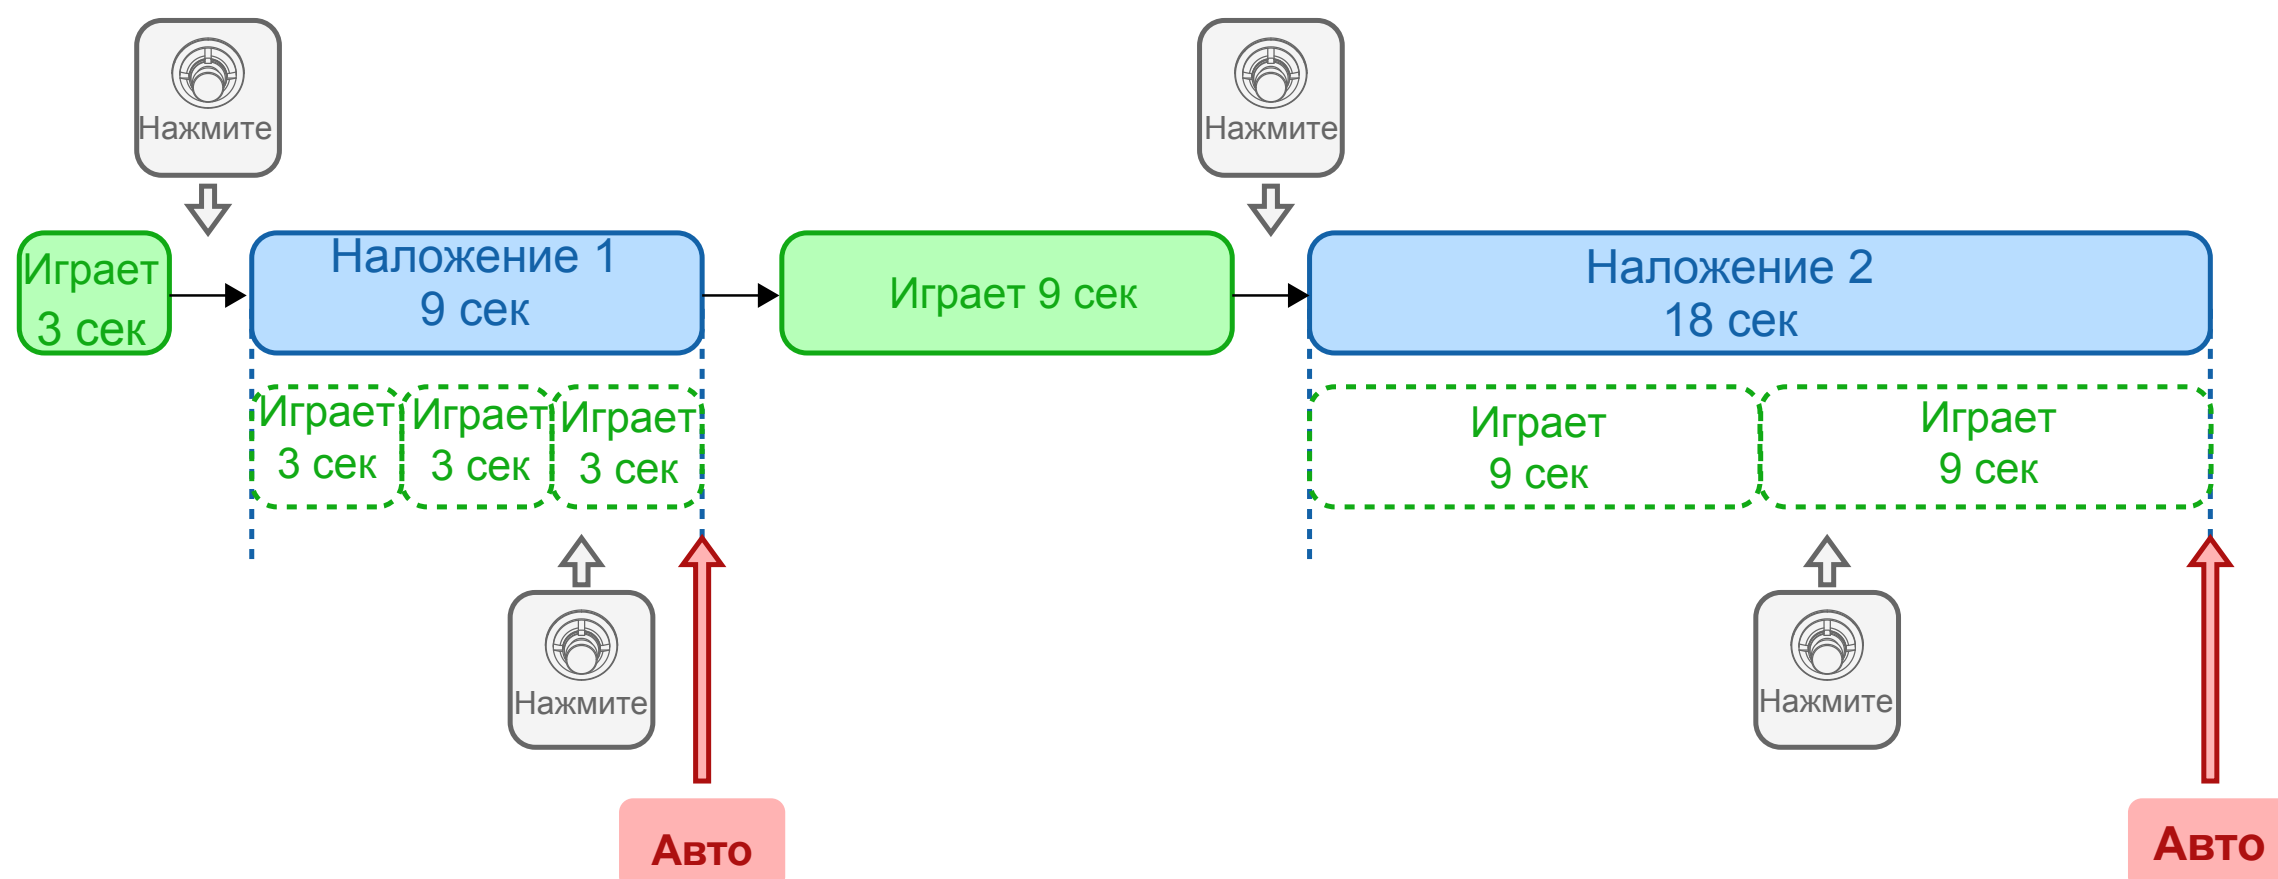 Нажмите
Нажмите
Играет
3 сек
Наложение 1
9 сек
Играет 9 сек
Наложение 2
18 сек
Играет
3 сек
Играет
3 сек
Играет
3 сек
Играет
9 сек
Играет
9 сек
Нажмите
Нажмите
Авто
Авто